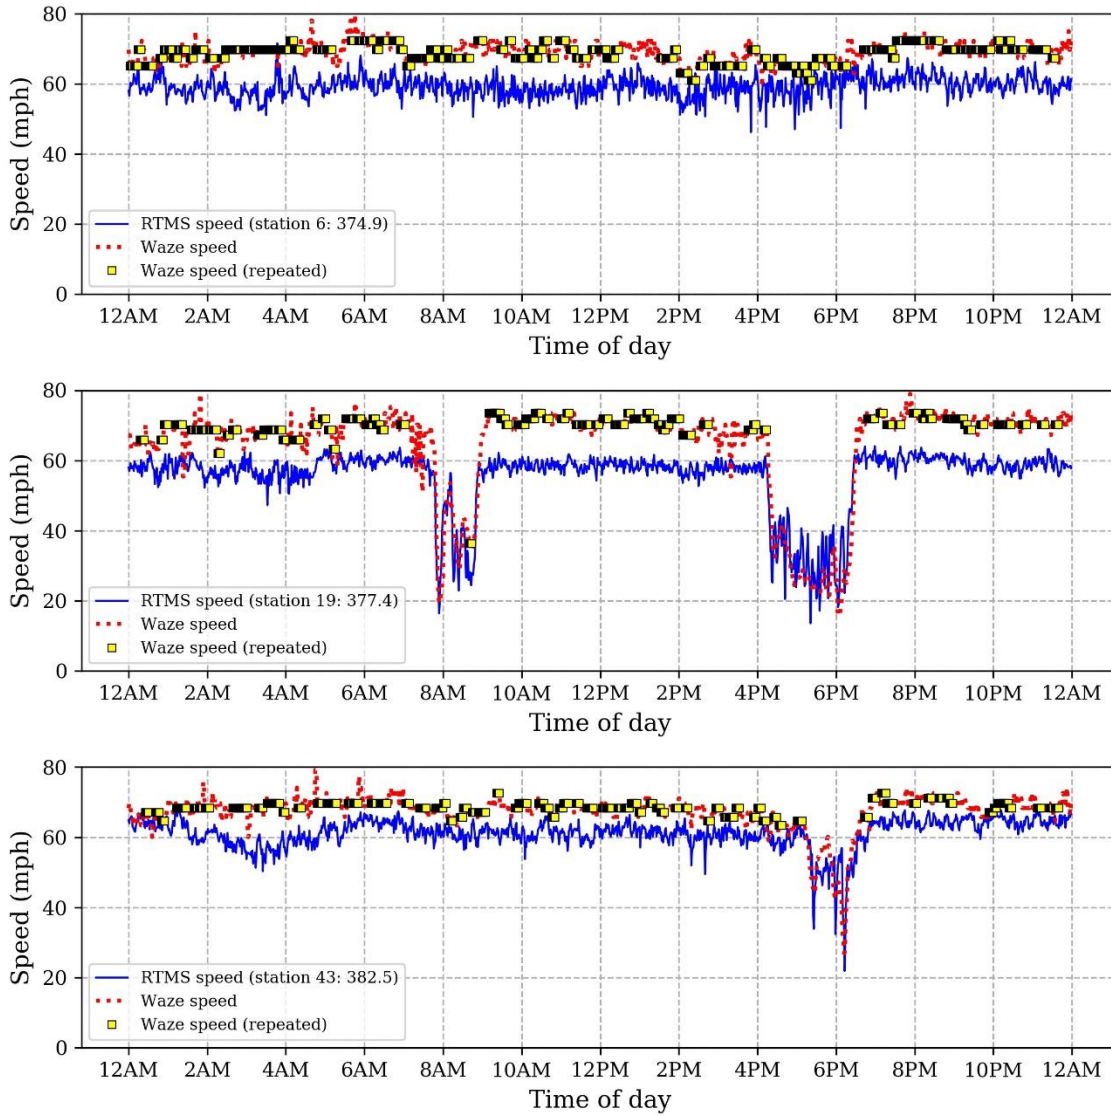 80
60
40
20
0
Speed (mph)
RTMS speed (station 6: 374.9)
Waze speed
Waze speed (repeated)
12AM 2AM 4AM 6AM 8AM 10AM 12PM 2PM 4PM 6PM 8PM 10PM 12AM
Time of day
80
60
40
20
0
Speed (mph)
RTMS speed (station 19: 377.4)
Waze speed
Waze speed (repeated)
12AM 2AM 4AM 6AM 8AM 10AM 12PM 2PM 4PM 6PM 8PM 10PM 12AM
Time of day
80
60
40
20
0
Speed (mph)
RTMS speed (station 43: 382.5)
Waze speed
Waze speed (repeated)
12AM 2AM 4AM 6AM 8AM 10AM 12PM 2PM 4PM 6PM 8PM 10PM 12AM
Time of day